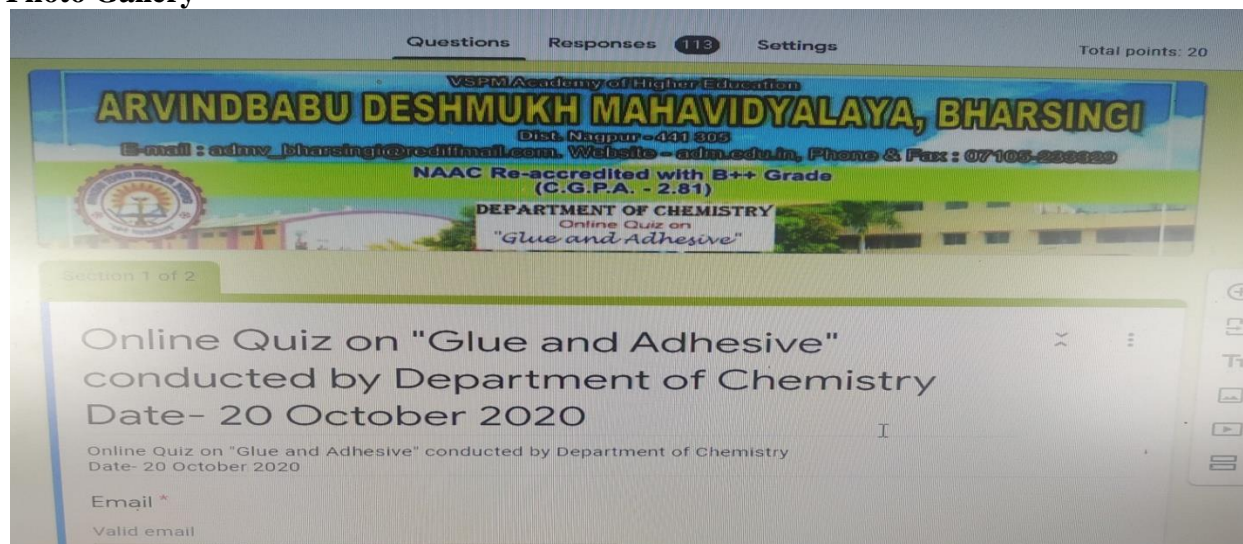 Photo Gallery
Questions Responses 113 Settings
Total points: 20
VSPM Academy of Higher Education
ARVINDBABU DESHMUKH MAHAVIDYALAYA, BHARSINGI
Dist. Nagpur-441 305
E-mail : admv_bharsingi@rediffmail.com. Website - adm.edu.in, Phone & Fax : 07105-
NAAC Re-accredited with B++ Grade
(C.G.P.A. - 2.81)
DEPARTMENT OF CHEMISTRY
Online Quiz on
"Glue and Adhesive"
Section 1 of 2
Online Quiz on "Glue and Adhesive"
conducted by Department of Chemistry
Date- 20 October 2020
Online Quiz on "Glue and Adhesive" conducted by Department of Chemistry
Date- 20 October 2020
Email *
Valid email